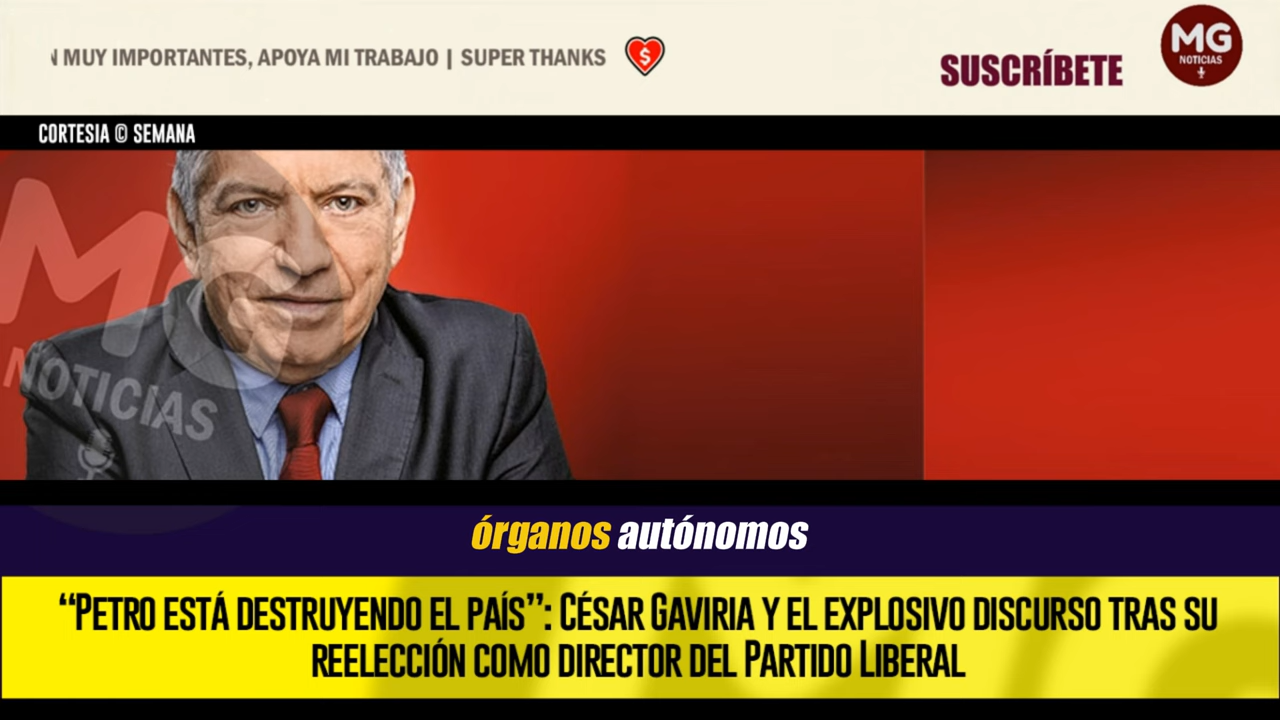 MUY IMPORTANTES, APOYA MI TRABAJO | SUPER THANKS
SUSCRÍBETE
MG
NOTICIAS
CORTESIA © SEMANA
MG
NOTICIAS
órganos autónomos
“PETRO ESTÁ DESTRUYENDO EL PAÍS”: CÉSAR GAVIRIA Y EL EXPLOSIVO DISCURSO TRAS SU
REELECCIÓN COMO DIRECTOR DEL PARTIDO LIBERAL